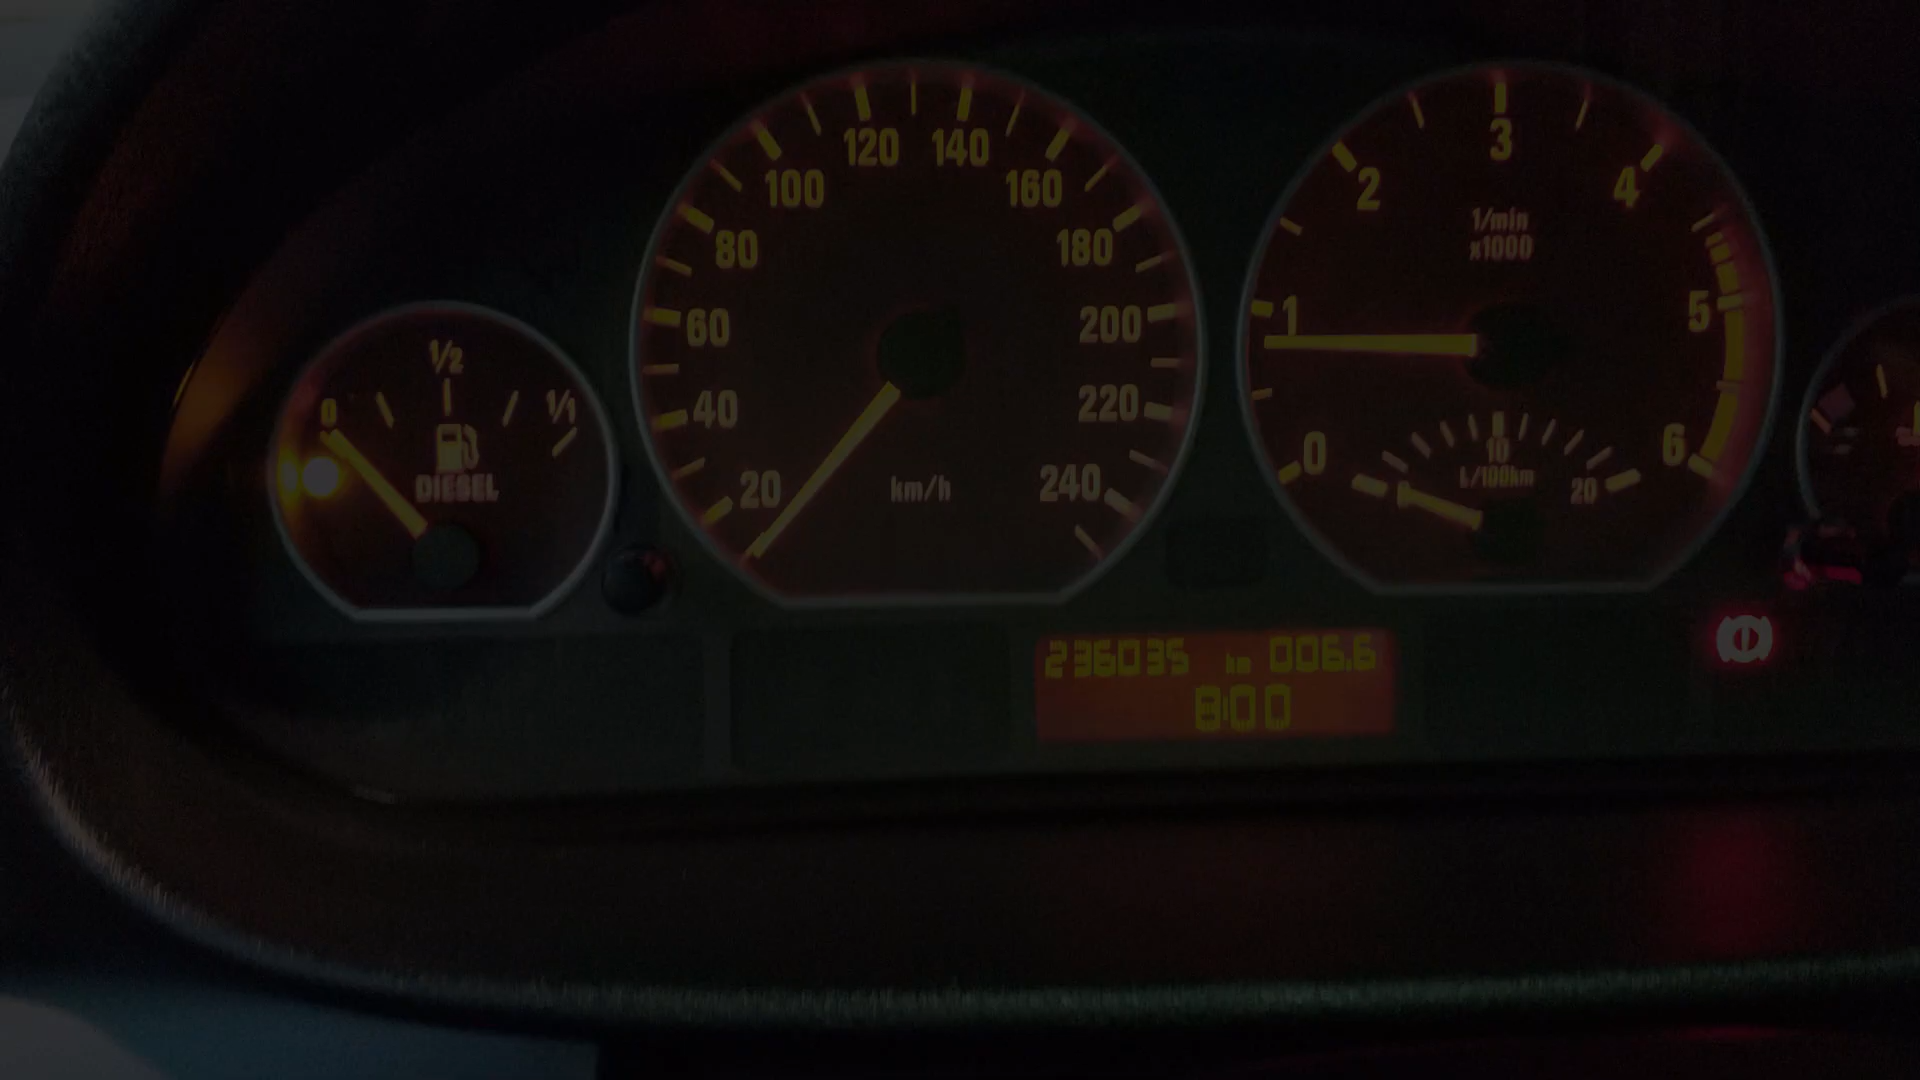 0 1/2 1/1
DIESEL
20 40 60 80 100 120 140 160 180 200 220 240
km/h
0 1 2 3 4 5 6
1/min
x1000
10
L/100km
20
236035 km 006.6
8:00